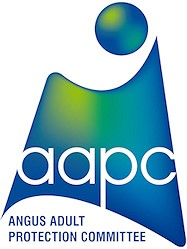 aapc
ANGUS ADULT
PROTECTION COMMITTEE